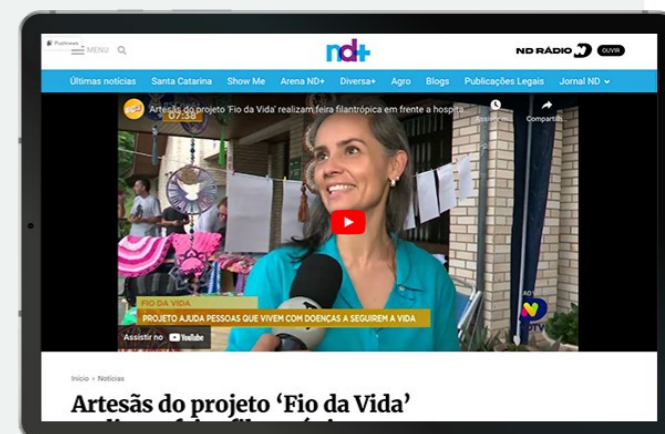 Pushnews
MENU
nd+
ND RÁDIO
OUVIR
Últimas notícias Santa Catarina Show Me Arena ND+ Diversa+ Agro Blogs Publicações Legais Jornal ND
Artesãs do projeto 'Fio da Vida' realizam feira filantrópica em frente a hospita
07:38
Assistir m...
Compartilh...
FIO DA VIDA
PROJETO AJUDA PESSOAS QUE VIVEM COM DOENÇAS A SEGUIREM A VIDA
NDTV
Assistir no YouTube
Início › Notícias
Artesãs do projeto ‘Fio da Vida’